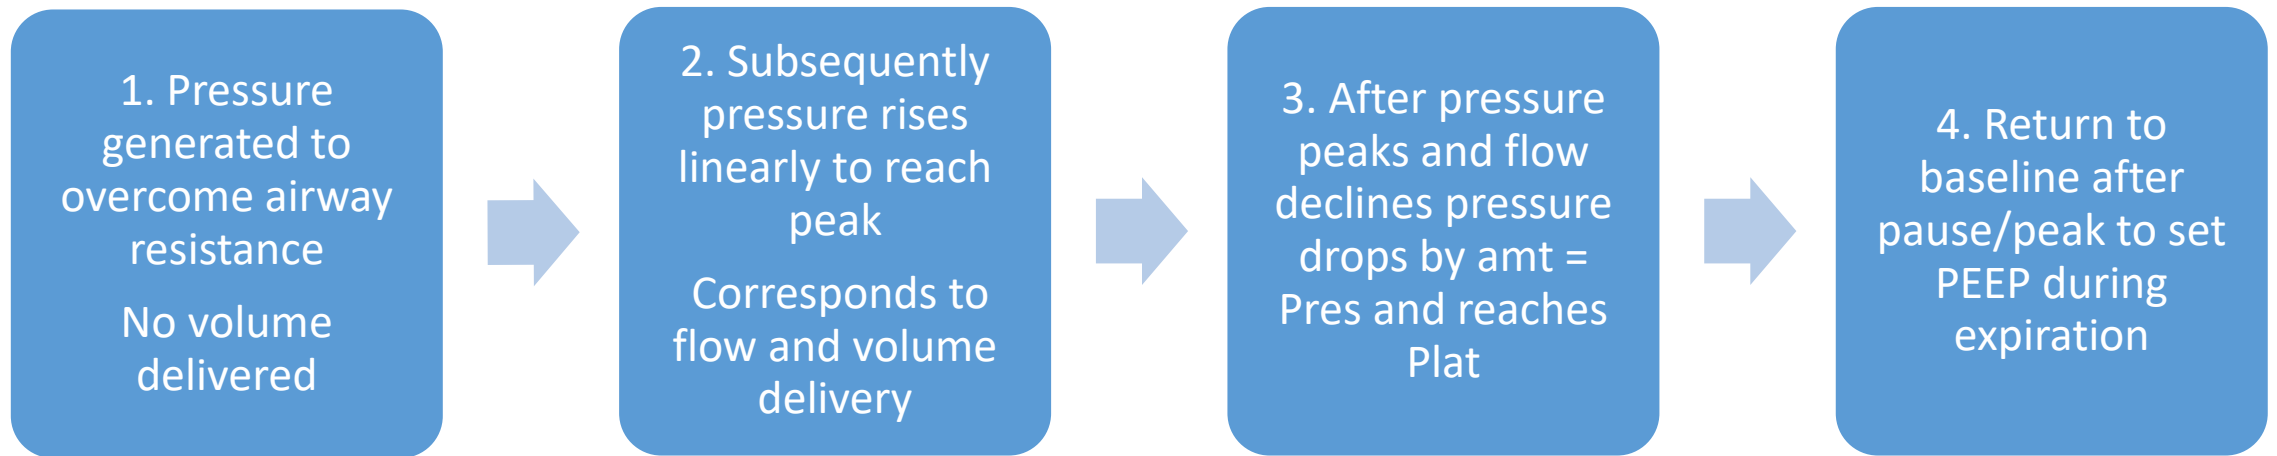 1. Pressure
generated to
overcome airway
resistance
No volume
delivered
2. Subsequently
pressure rises
linearly to reach
peak
Corresponds to
flow and volume
delivery
3. After pressure
peaks and flow
declines pressure
drops by amt =
Pres and reaches
Plat
4. Return to
baseline after
pause/peak to set
PEEP during
expiration